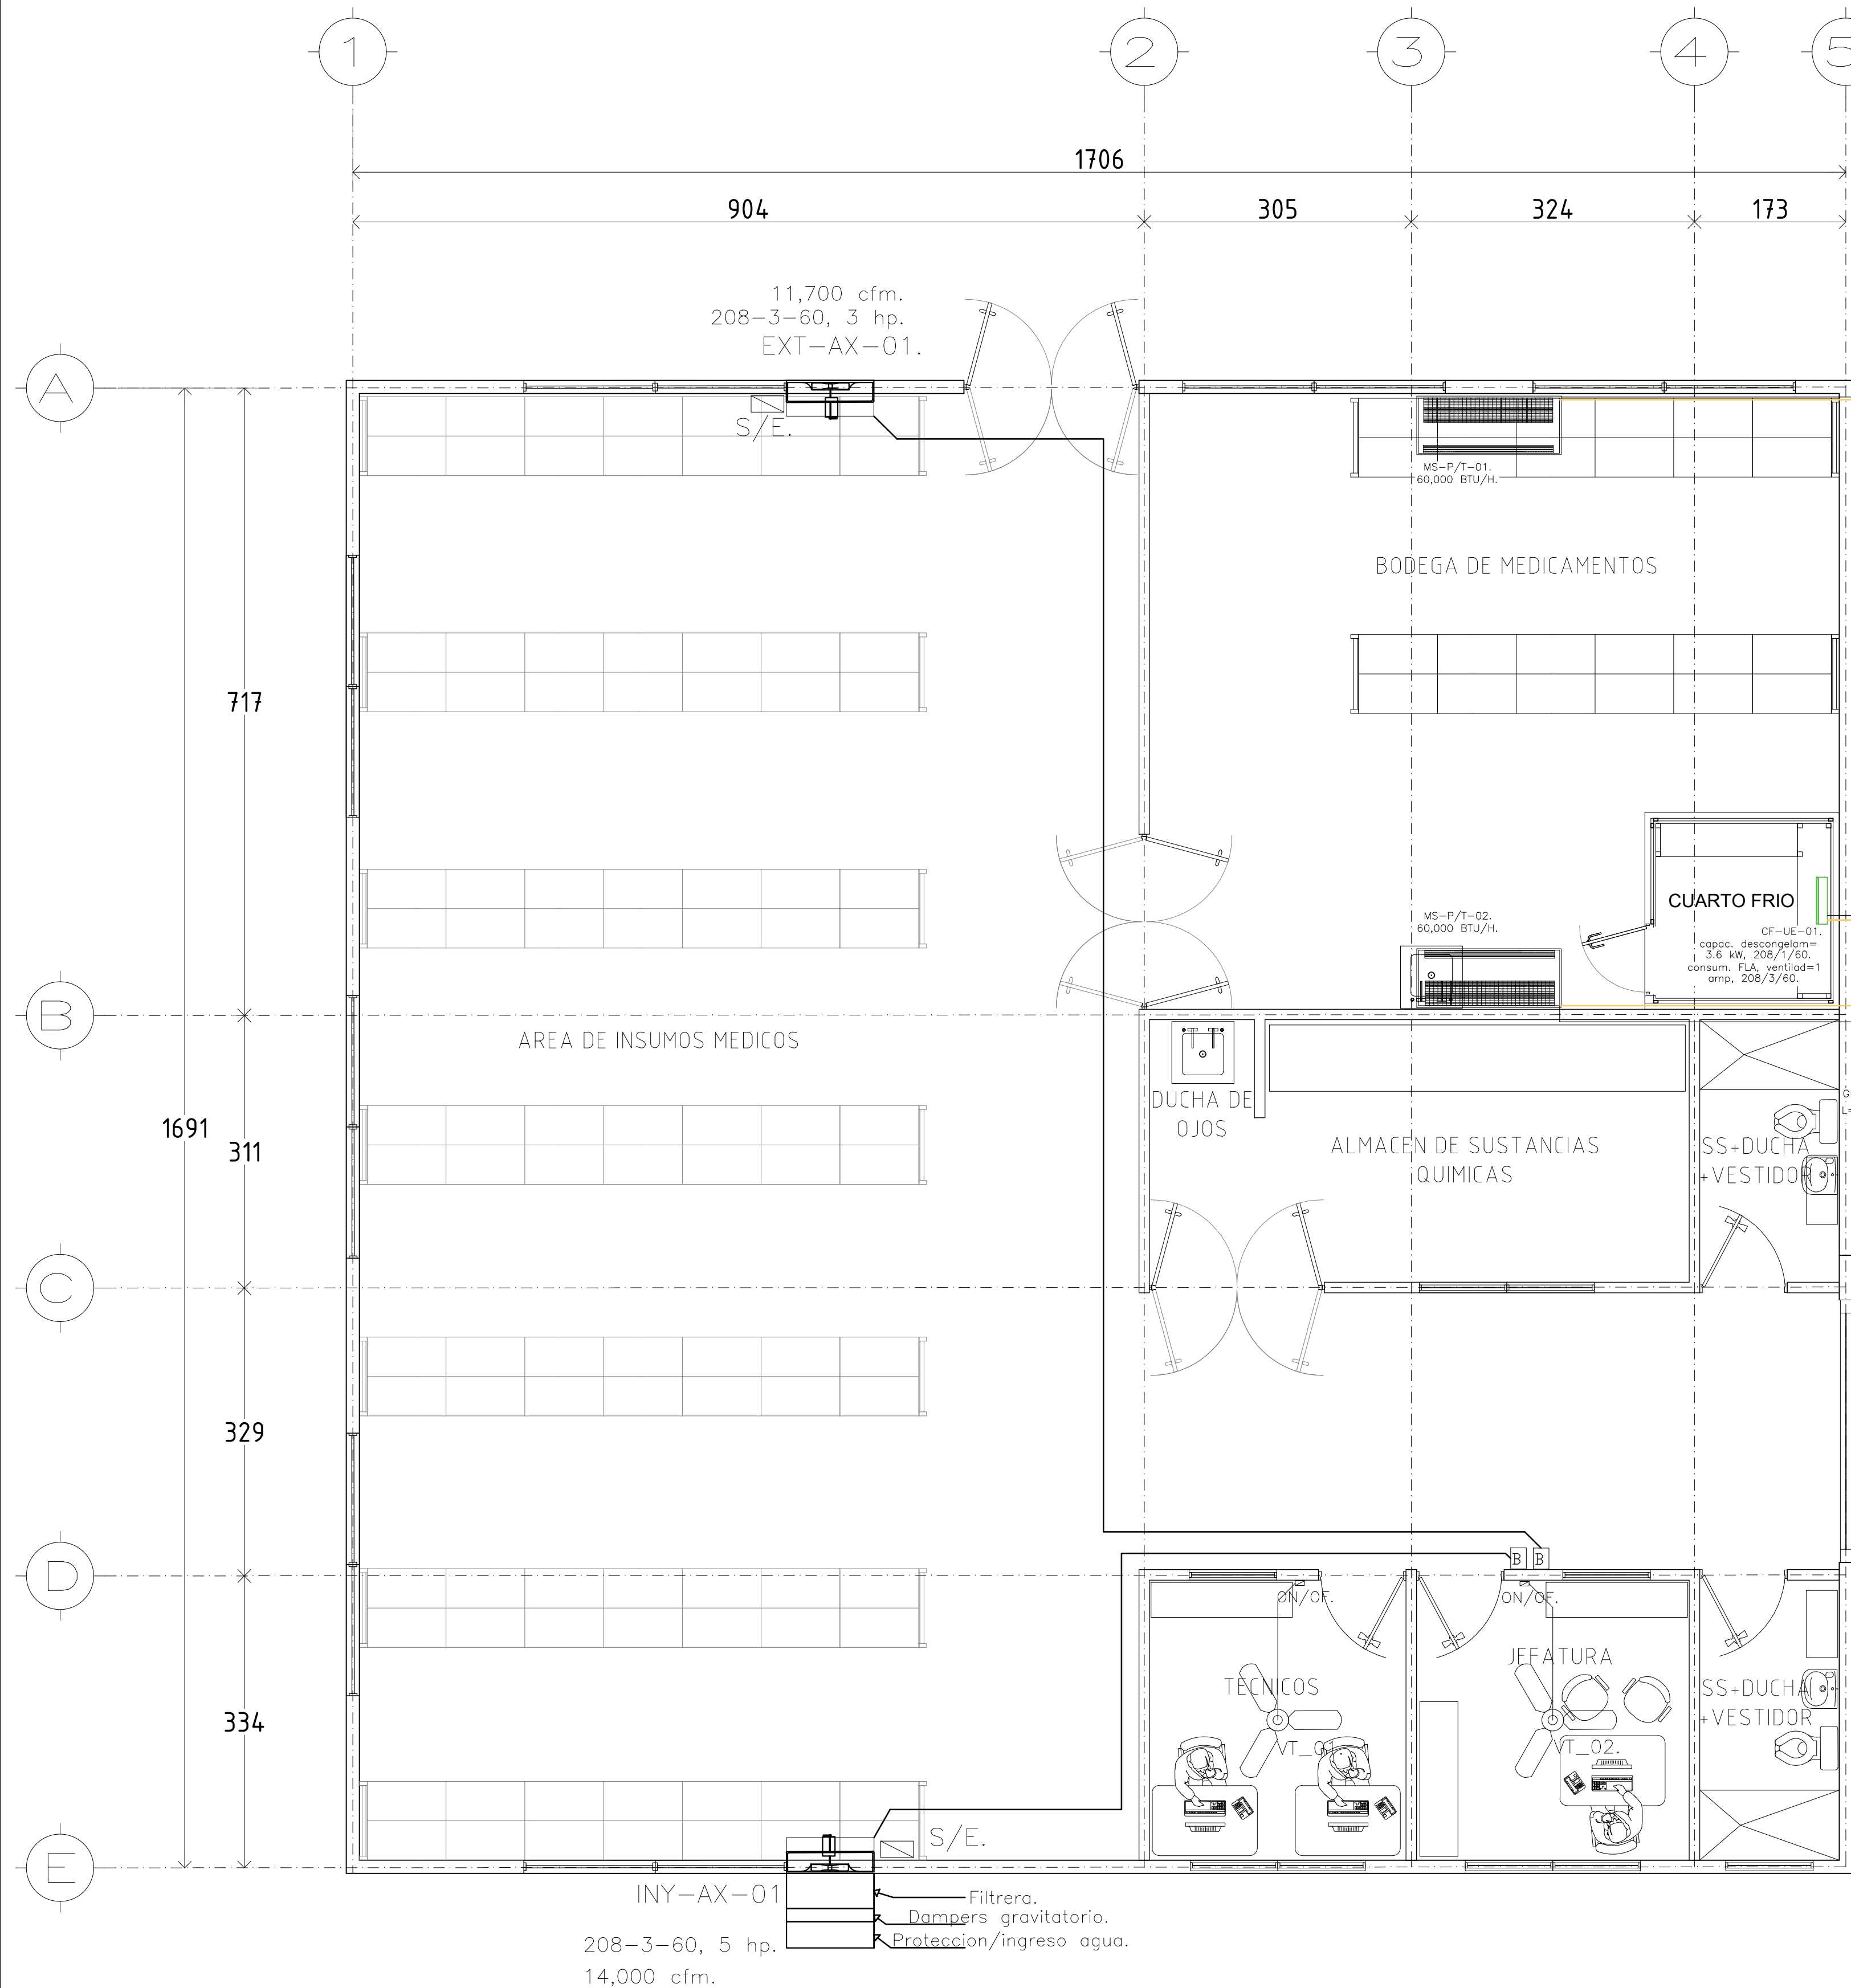 1
2
3
4
5
1706
904
305
324
173
11,700 cfm.
208-3-60, 3 hp.
EXT-AX-01.
A
S/E.
MS-P/T-01.
60,000 BTU/H.
BODEGA DE MEDICAMENTOS
717
CUARTO FRIO
MS-P/T-02.
60,000 BTU/H.
CF-UE-01.
capac. descongelam=
3.6 kW, 208/1/60.
consum. FLA, ventilad=1
amp, 208/3/60.
B
AREA DE INSUMOS MEDICOS
DUCHA DE
OJOS
1691
311
ALMACEN DE SUSTANCIAS
QUIMICAS
SS+DUCHA
+VESTIDOR
C
329
B
B
D
ON/OF.
ON/OF.
JEFATURA
TECNICOS
SS+DUCHA
+VESTIDOR
334
VT_01.
VT_02.
S/E.
E
INY-AX-01
Filtrera.
Dampers gravitatorio.
Proteccion/ingreso agua.
208-3-60, 5 hp.
14,000 cfm.